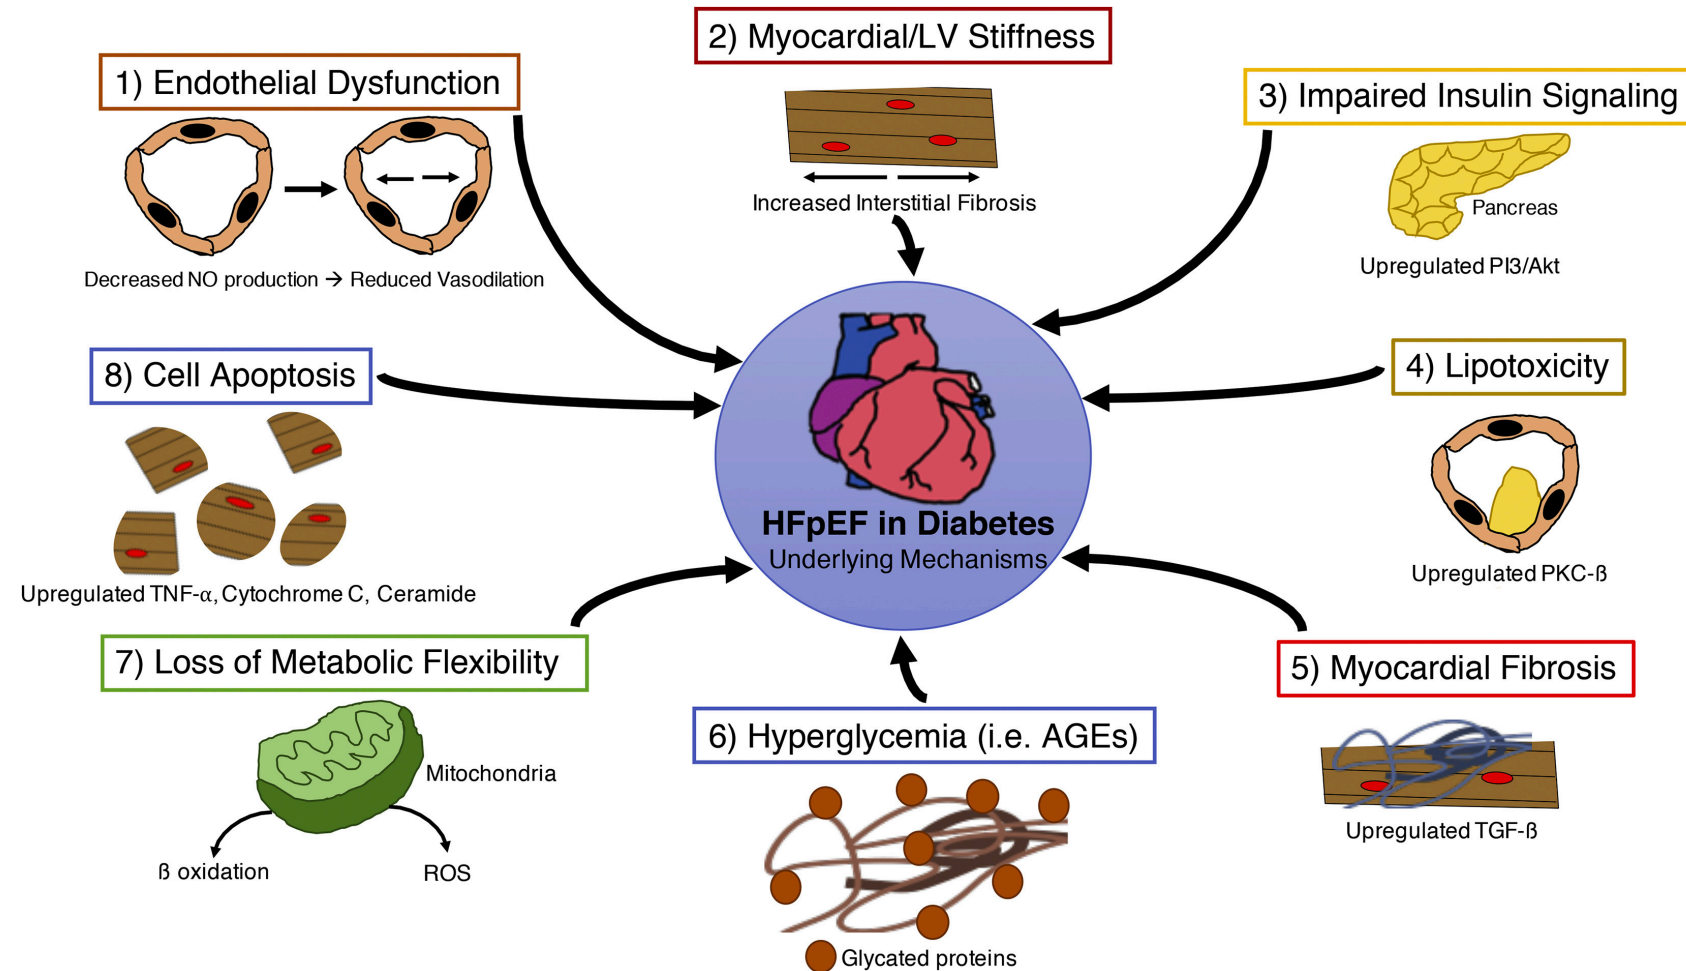 1) Endothelial Dysfunction
Decreased NO production → Reduced Vasodilation
2) Myocardial/LV Stiffness
Increased Interstitial Fibrosis
3) Impaired Insulin Signaling
Pancreas
Upregulated PI3/Akt
4) Lipotoxicity
Upregulated PKC-ß
5) Myocardial Fibrosis
Upregulated TGF-ß
6) Hyperglycemia (i.e. AGEs)
Glycated proteins
7) Loss of Metabolic Flexibility
Mitochondria
ß oxidation
ROS
8) Cell Apoptosis
Upregulated TNF-α, Cytochrome C, Ceramide
HFpEF in Diabetes
Underlying Mechanisms